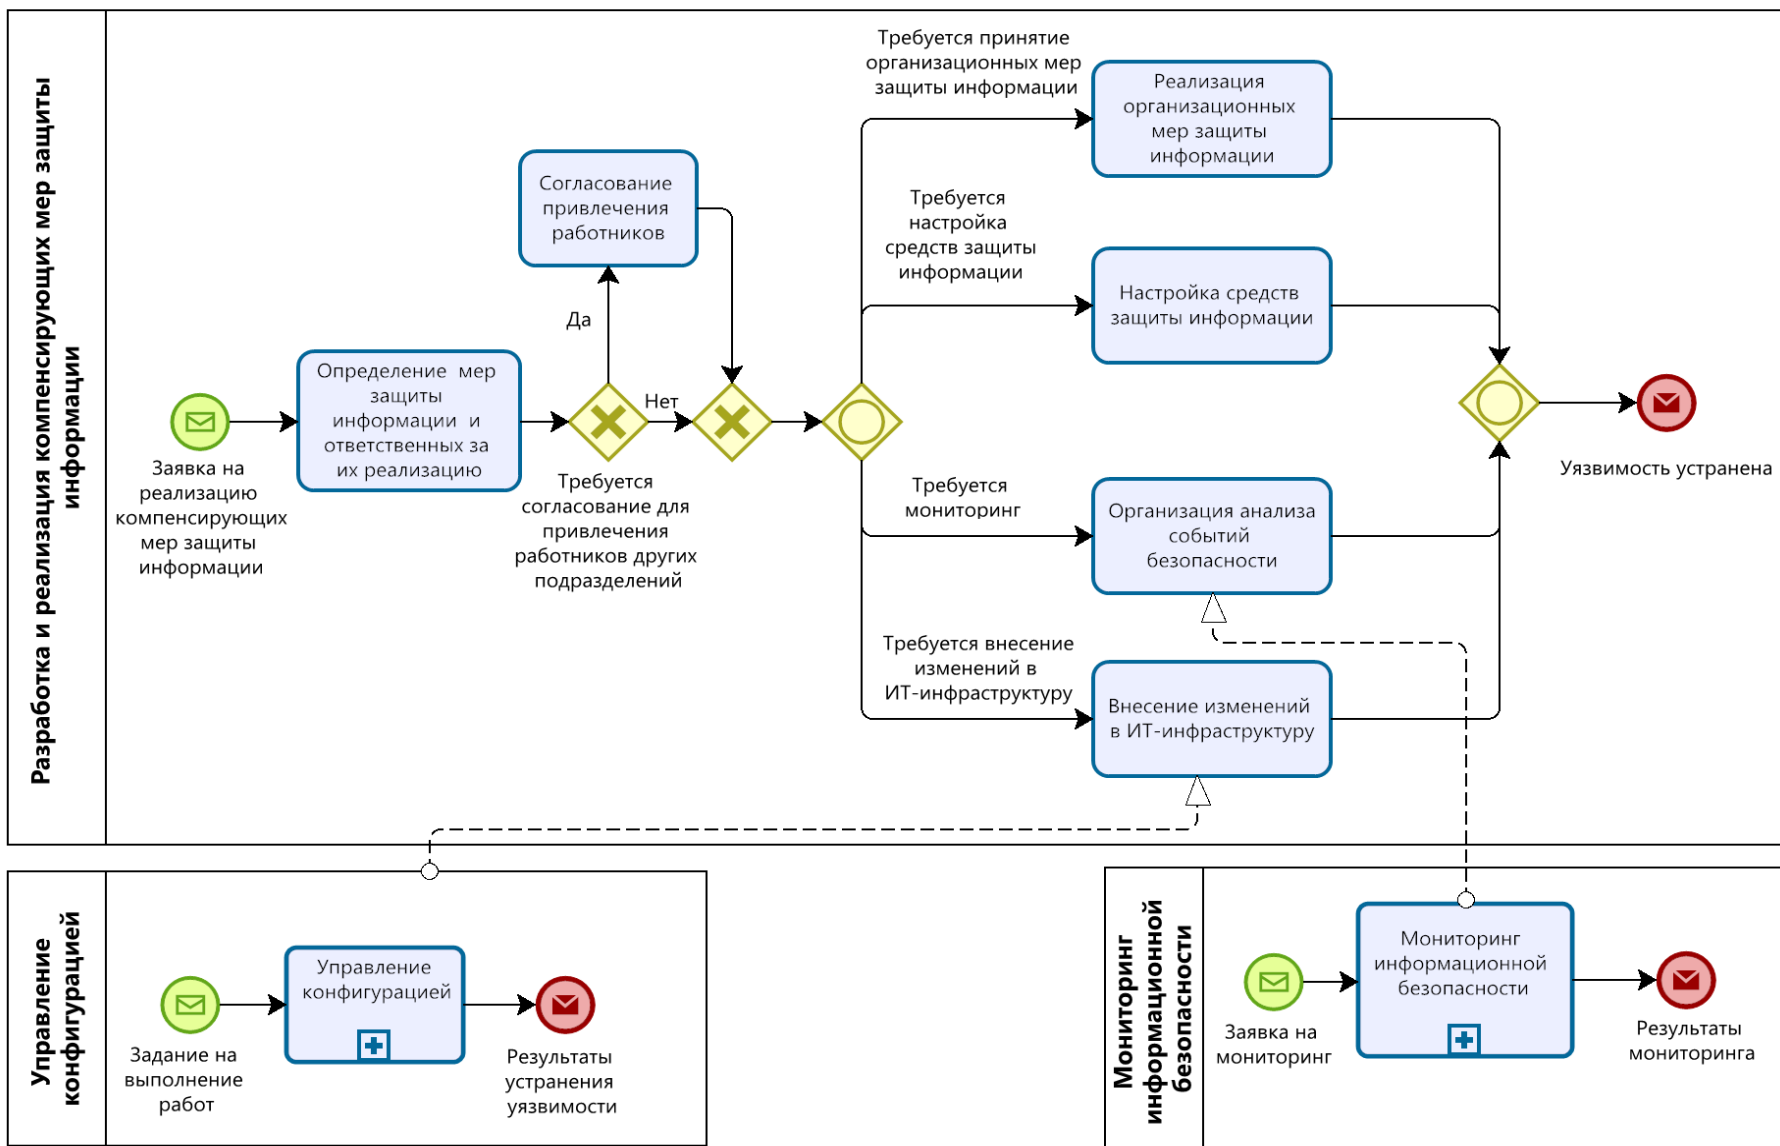 Разработка и реализация компенсирующих мер защиты
информации
Заявка на
реализацию
компенсирующих
мер защиты
информации
Определение мер
защиты
информации и
ответственных за
их реализацию
Требуется
согласование для
привлечения
работников других
подразделений
Да
Нет
Согласование
привлечения
работников
Требуется принятие
организационных мер
защиты информации
Реализация
организационных
мер защиты
информации
Требуется
настройка
средств защиты
информации
Настройка средств
защиты информации
Требуется
мониторинг
Организация анализа
событий
безопасности
Требуется внесение
изменений в
ИТ-инфраструктуру
Внесение изменений
в ИТ-инфраструктуру
Уязвимость устранена
Управление
конфигурацией
Задание на
выполнение
работ
Управление
конфигурацией
Результаты
устранения
уязвимости
Мониторинг
информационной
безопасности
Заявка на
мониторинг
Мониторинг
информационной
безопасности
Результаты
мониторинга